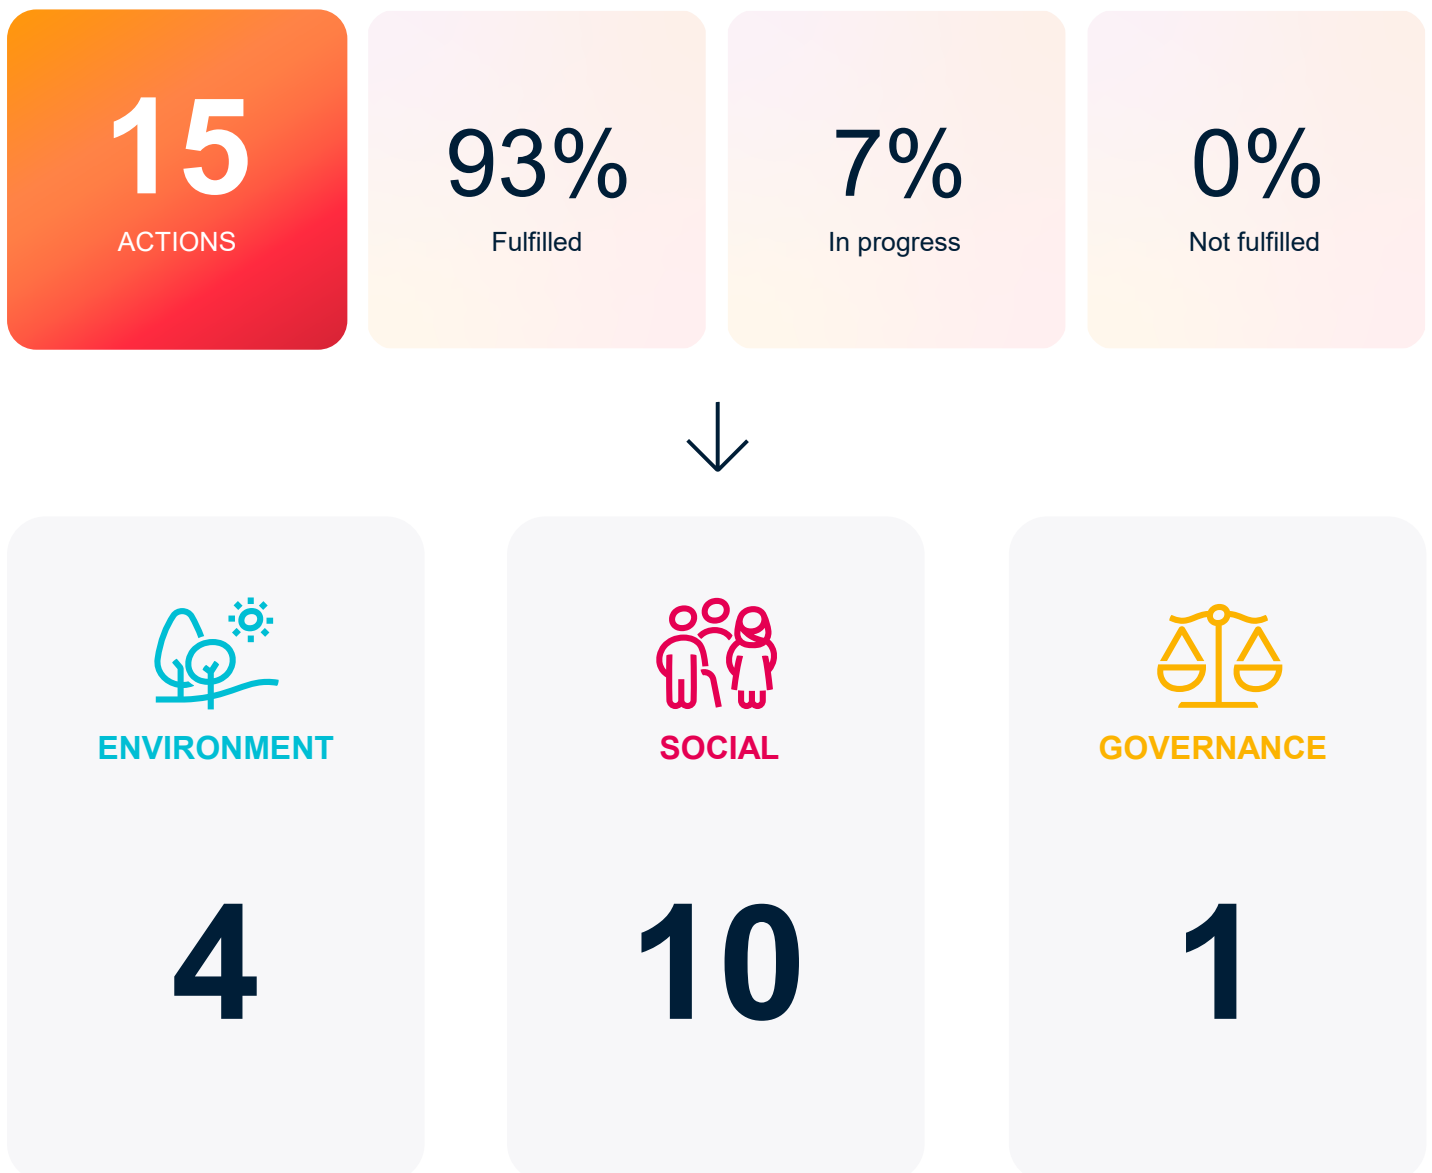 15
ACTIONS
93%
Fulfilled
7%
In progress
0%
Not fulfilled
ENVIRONMENT
4
SOCIAL
10
GOVERNANCE
1